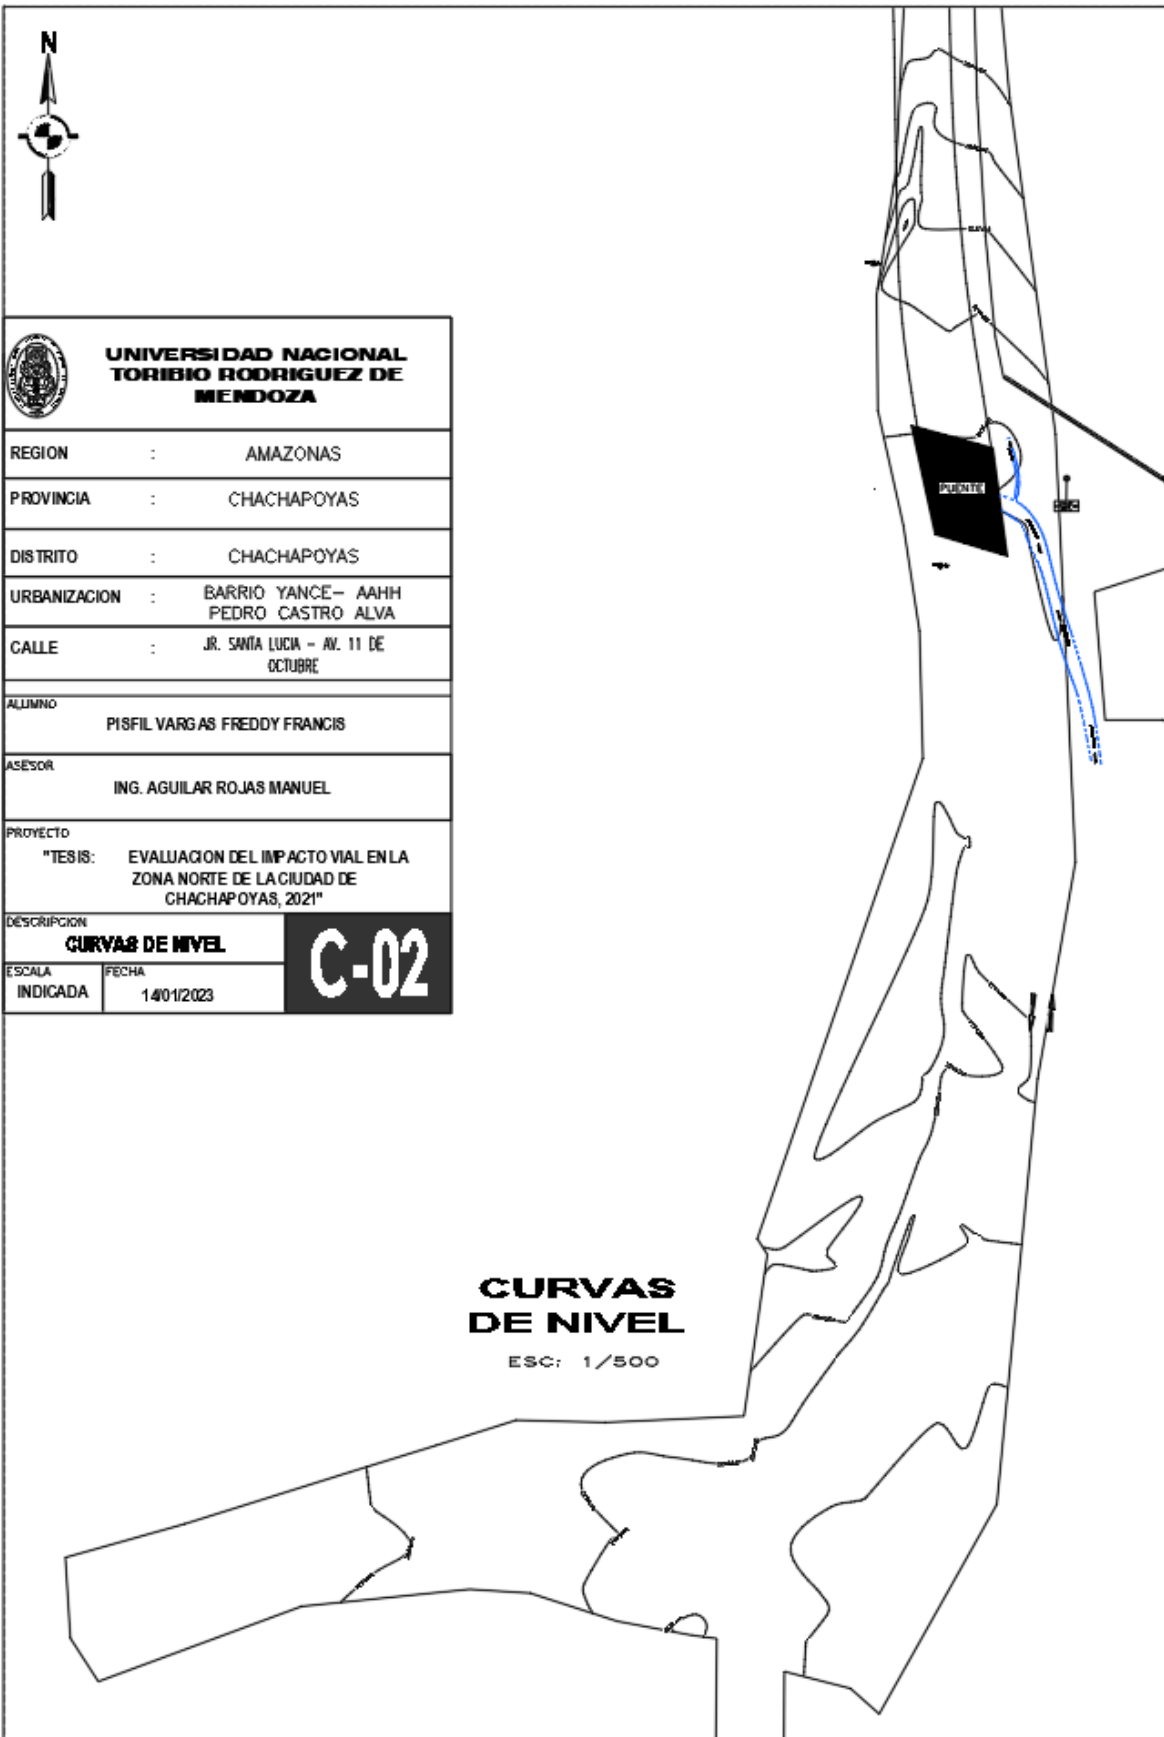 N
UNIVERSIDAD NACIONAL
TORIBIO RODRIGUEZ DE
MENDOZA
REGION : AMAZONAS
PROVINCIA : CHACHAPOYAS
DISTRITO : CHACHAPOYAS
URBANIZACION : BARRIO YANCE- AAHH
PEDRO CASTRO ALVA
CALLE : JR. SANTA LUCIA - AV. 11 DE
OCTUBRE
ALUMNO
PISFIL VARGAS FREDDY FRANCIS
ASESOR
ING. AGUILAR ROJAS MANUEL
PROYECTO
"TESIS: EVALUACION DEL IMPACTO VIAL EN LA
ZONA NORTE DE LA CIUDAD DE
CHACHAPOYAS, 2021"
DESCRIPCION
CURVAS DE NIVEL
C-02
ESCALA
INDICADA
FECHA
14/01/2023
PUENTE
CURVAS
DE NIVEL
ESC: 1/500